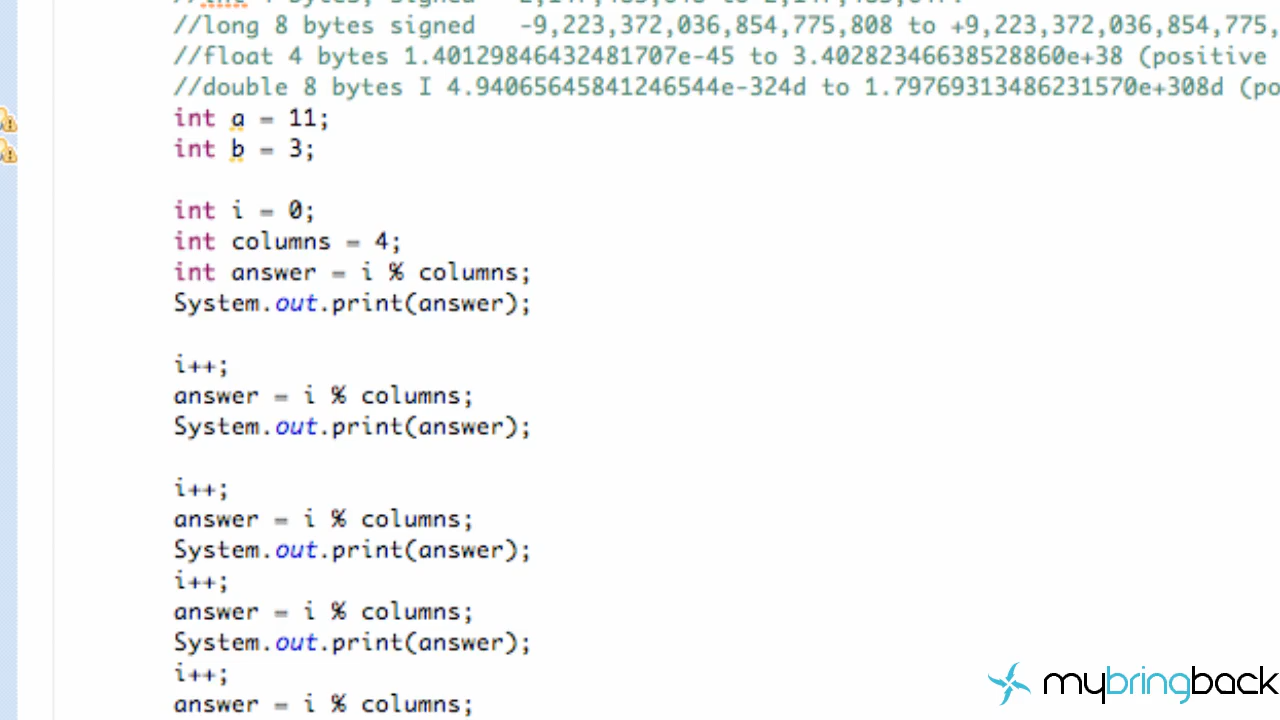 //long 8 bytes signed -9,223,372,036,854,775,808 to +9,223,372,036,854,775,
//float 4 bytes 1.40129846432481707e-45 to 3.40282346638528860e+38 (positive
//double 8 bytes I 4.94065645841246544e-324d to 1.79769313486231570e+308d (po
int a = 11;
int b = 3;
int i = 0;
int columns = 4;
int answer = i % columns;
System.out.print(answer);
i++;
answer = i % columns;
System.out.print(answer);
i++;
answer = i % columns;
System.out.print(answer);
i++;
answer = i % columns;
System.out.print(answer);
i++;
answer = i % columns;
mybringback